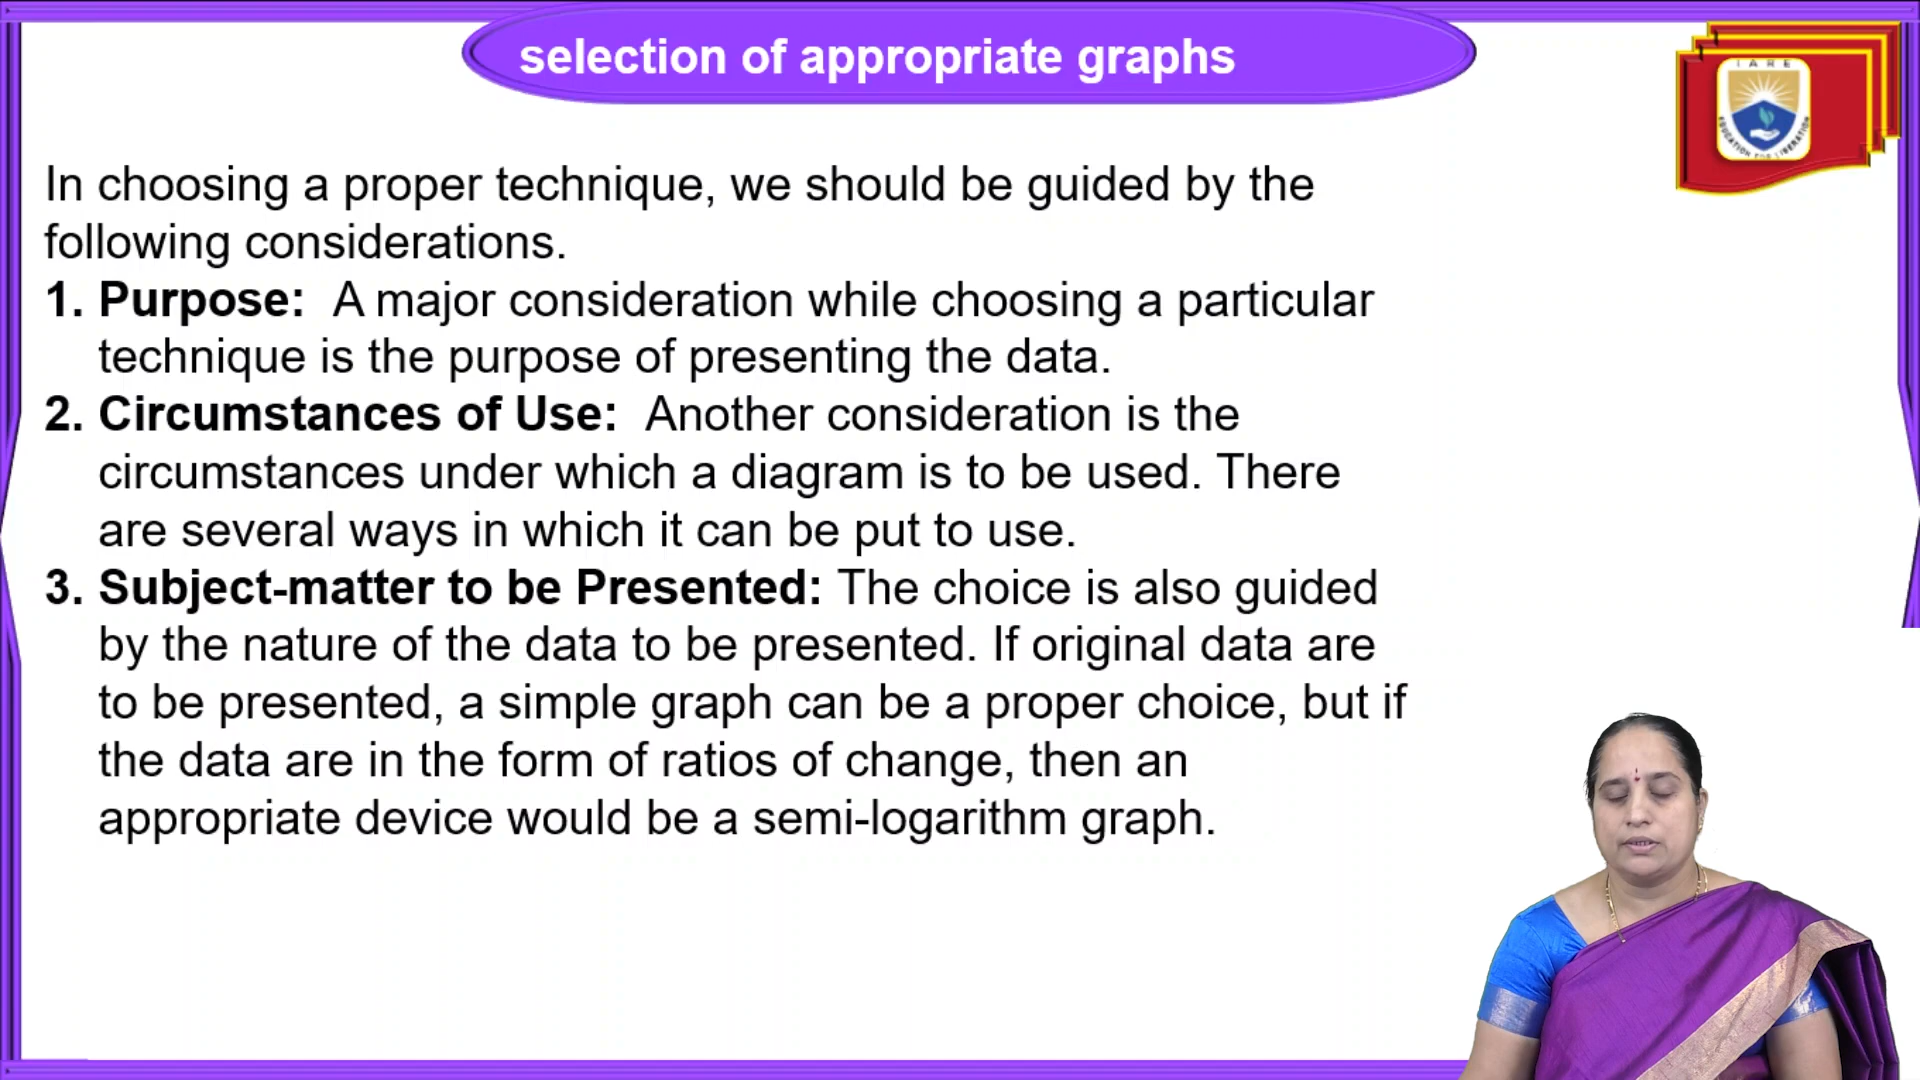 selection of appropriate graphs
I A R E
EDUCATION FOR LIBERATION
In choosing a proper technique, we should be guided by the
following considerations.
1. Purpose: A major consideration while choosing a particular
technique is the purpose of presenting the data.
2. Circumstances of Use: Another consideration is the
circumstances under which a diagram is to be used. There
are several ways in which it can be put to use.
3. Subject-matter to be Presented: The choice is also guided
by the nature of the data to be presented. If original data are
to be presented, a simple graph can be a proper choice, but if
the data are in the form of ratios of change, then an
appropriate device would be a semi-logarithm graph.